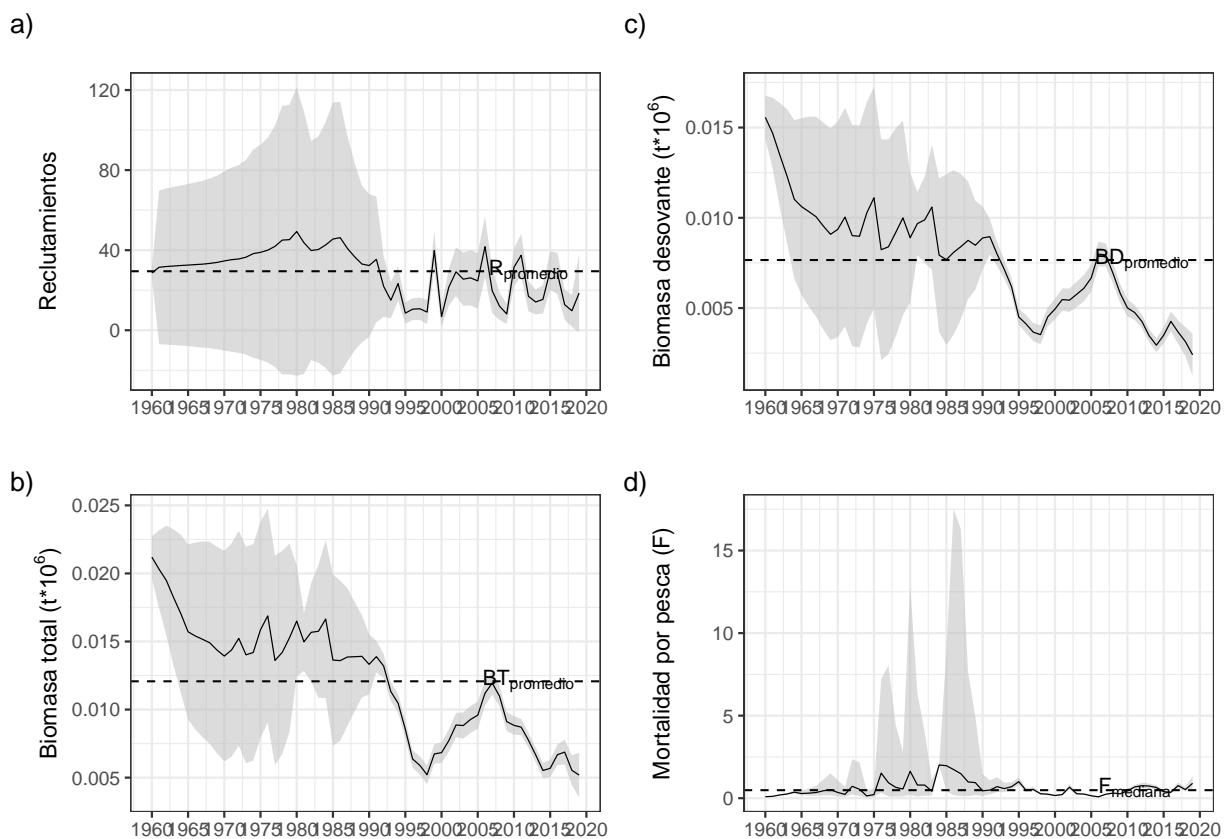 a)
Reclutamientos
120
80
40
0
R promedio
1960 1965 1970 1975 1980 1985 1990 1995 2000 2005 2010 2015 2020
b)
Biomasa total (t*10^6)
0.025
0.020
0.015
0.010
0.005
BT promedio
1960 1965 1970 1975 1980 1985 1990 1995 2000 2005 2010 2015 2020
c)
Biomasa desovante (t*10^6)
0.015
0.010
0.005
BD promedio
1960 1965 1970 1975 1980 1985 1990 1995 2000 2005 2010 2015 2020
d)
Mortalidad por pesca (F)
15
10
5
0
F mediana
1960 1965 1970 1975 1980 1985 1990 1995 2000 2005 2010 2015 2020